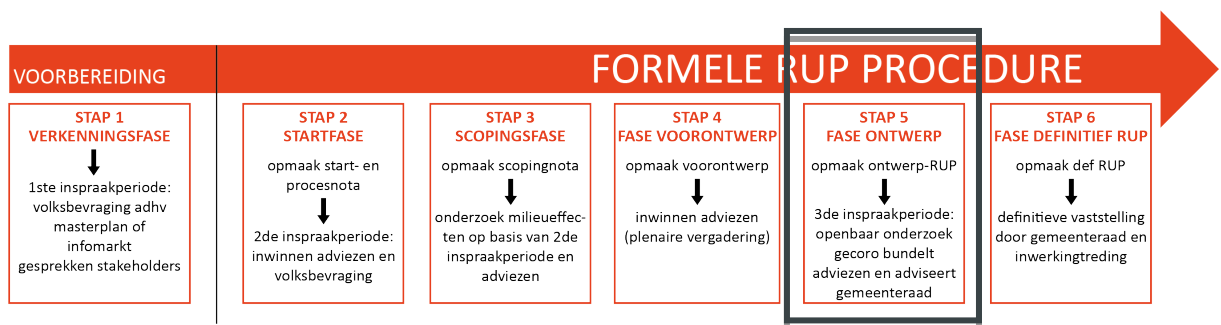 VOORBEREIDING
FORMELE RUP PROCEDURE
STAP 1
VERKENNINGSFASE
1ste inspraakperiode:
volksbevraging adhv
masterplan of
infomarkt
gesprekken stakeholders
STAP 2
STARTFASE
opmaak start- en
procesnota
2de inspraakperiode:
inwinnen adviezen en
volksbevraging
STAP 3
SCOPINGSFASE
opmaak scopingnota
onderzoek milieueffec-
ten op basis van 2de
inspraakperiode en
adviezen
STAP 4
FASE VOORONTWERP
opmaak voorontwerp
inwinnen adviezen
(plenaire vergadering)
STAP 5
FASE ONTWERP
opmaak ontwerp-RUP
3de inspraakperiode:
openbaar onderzoek
gecoro bundelt
adviezen en adviseert
gemeenteraad
STAP 6
FASE DEFINITIEF RUP
opmaak def RUP
definitieve vaststelling
door gemeenteraad en
inwerkingtreding